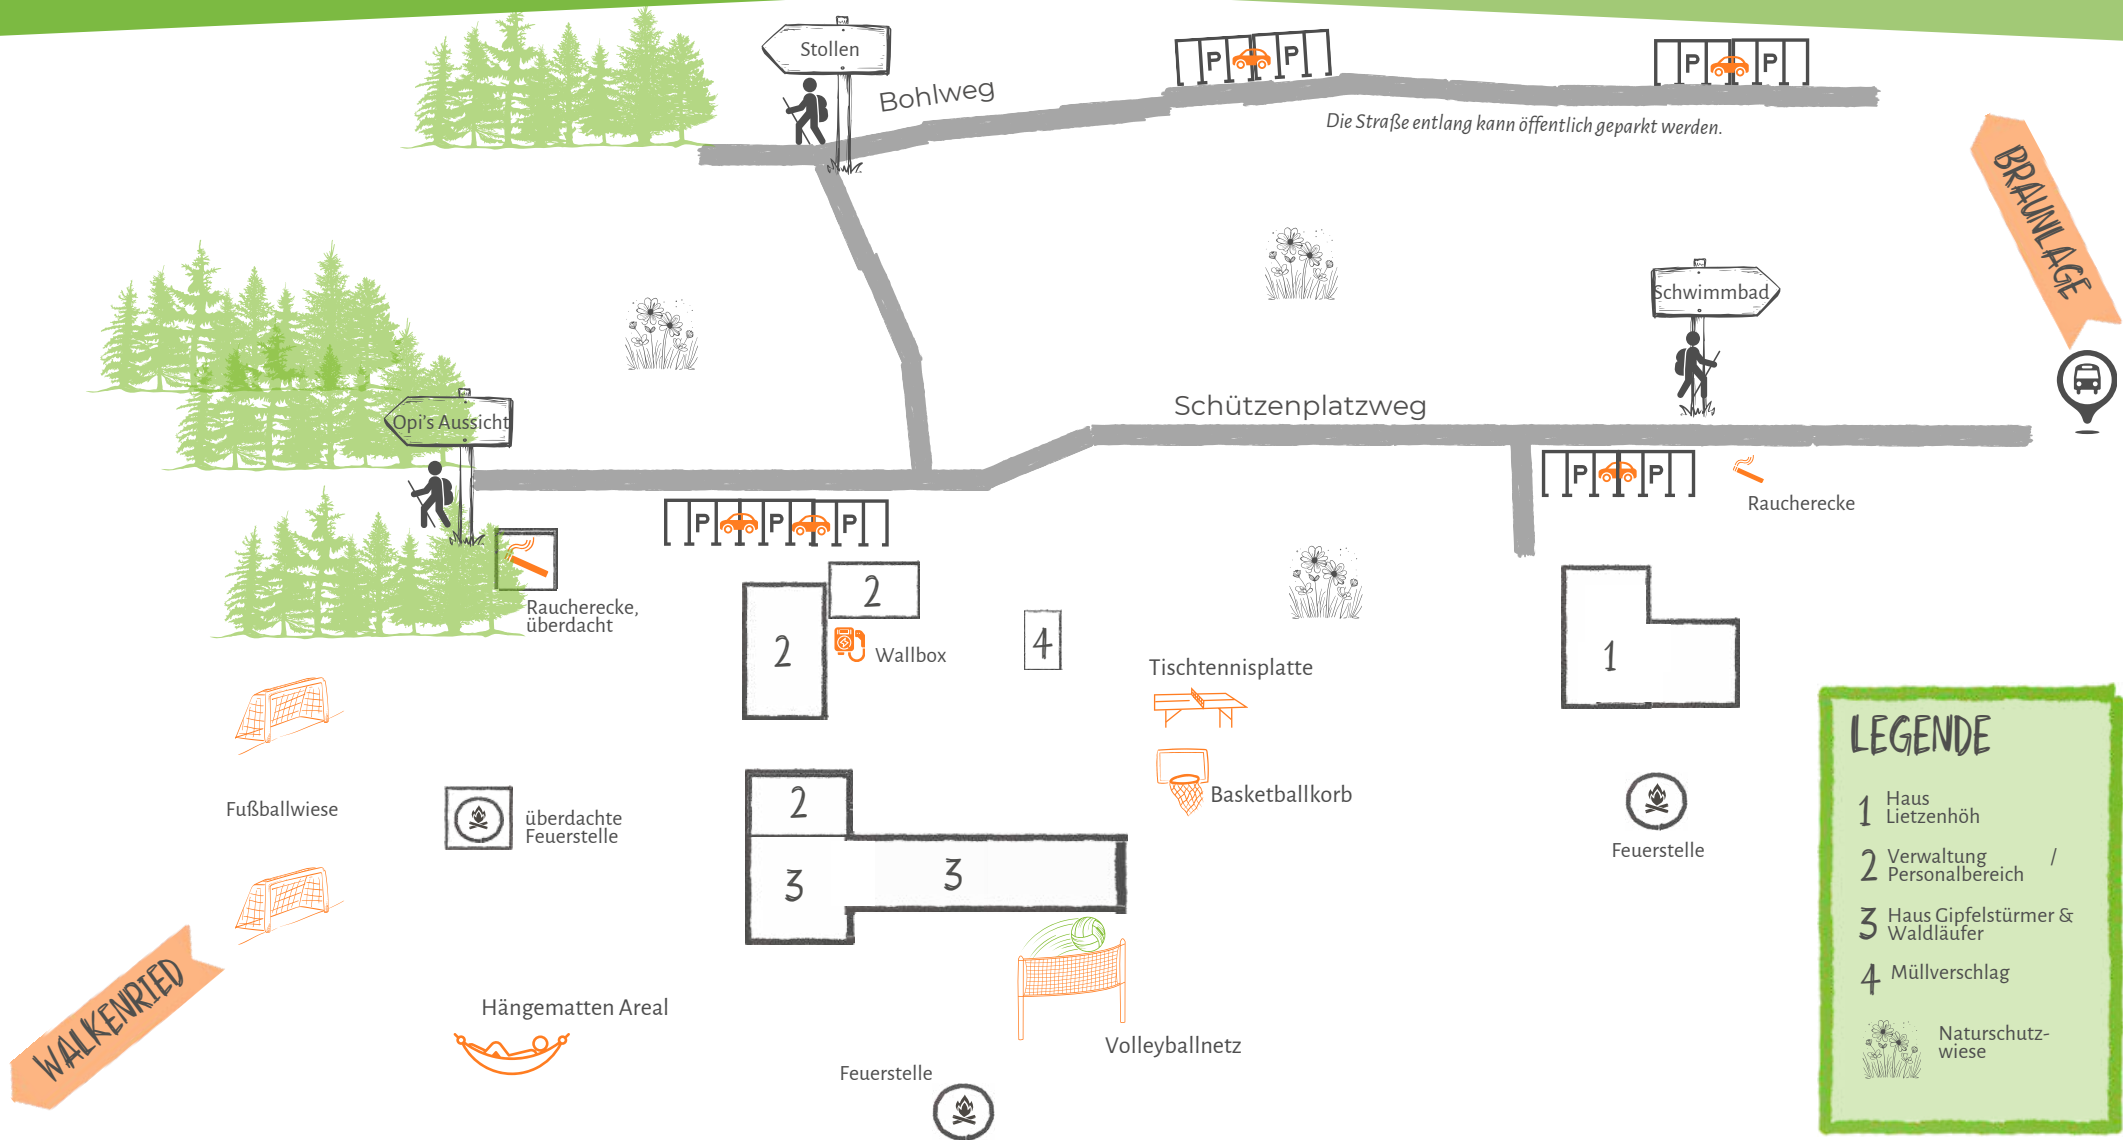 Stollen
Bohlweg
P P
P P
Die Straße entlang kann öffentlich geparkt werden.
BRAUNLAGE
Schwimmbad
Opi's Aussicht
Schützenplatzweg
P P
Raucherecke
P P P
Raucherecke,
überdacht
2
2
Wallbox
4
Tischtennisplatte
1
Fußballwiese
überdachte
Feuerstelle
2
3
3
Basketballkorb
Feuerstelle
WALKENRIED
Hängematten Areal
Volleyballnetz
Feuerstelle
LEGENDE
1 Haus
Lietzenhöh
2 Verwaltung /
Personalbereich
3 Haus Gipfelstürmer &
Waldläufer
4 Müllverschlag
Naturschutz-
wiese